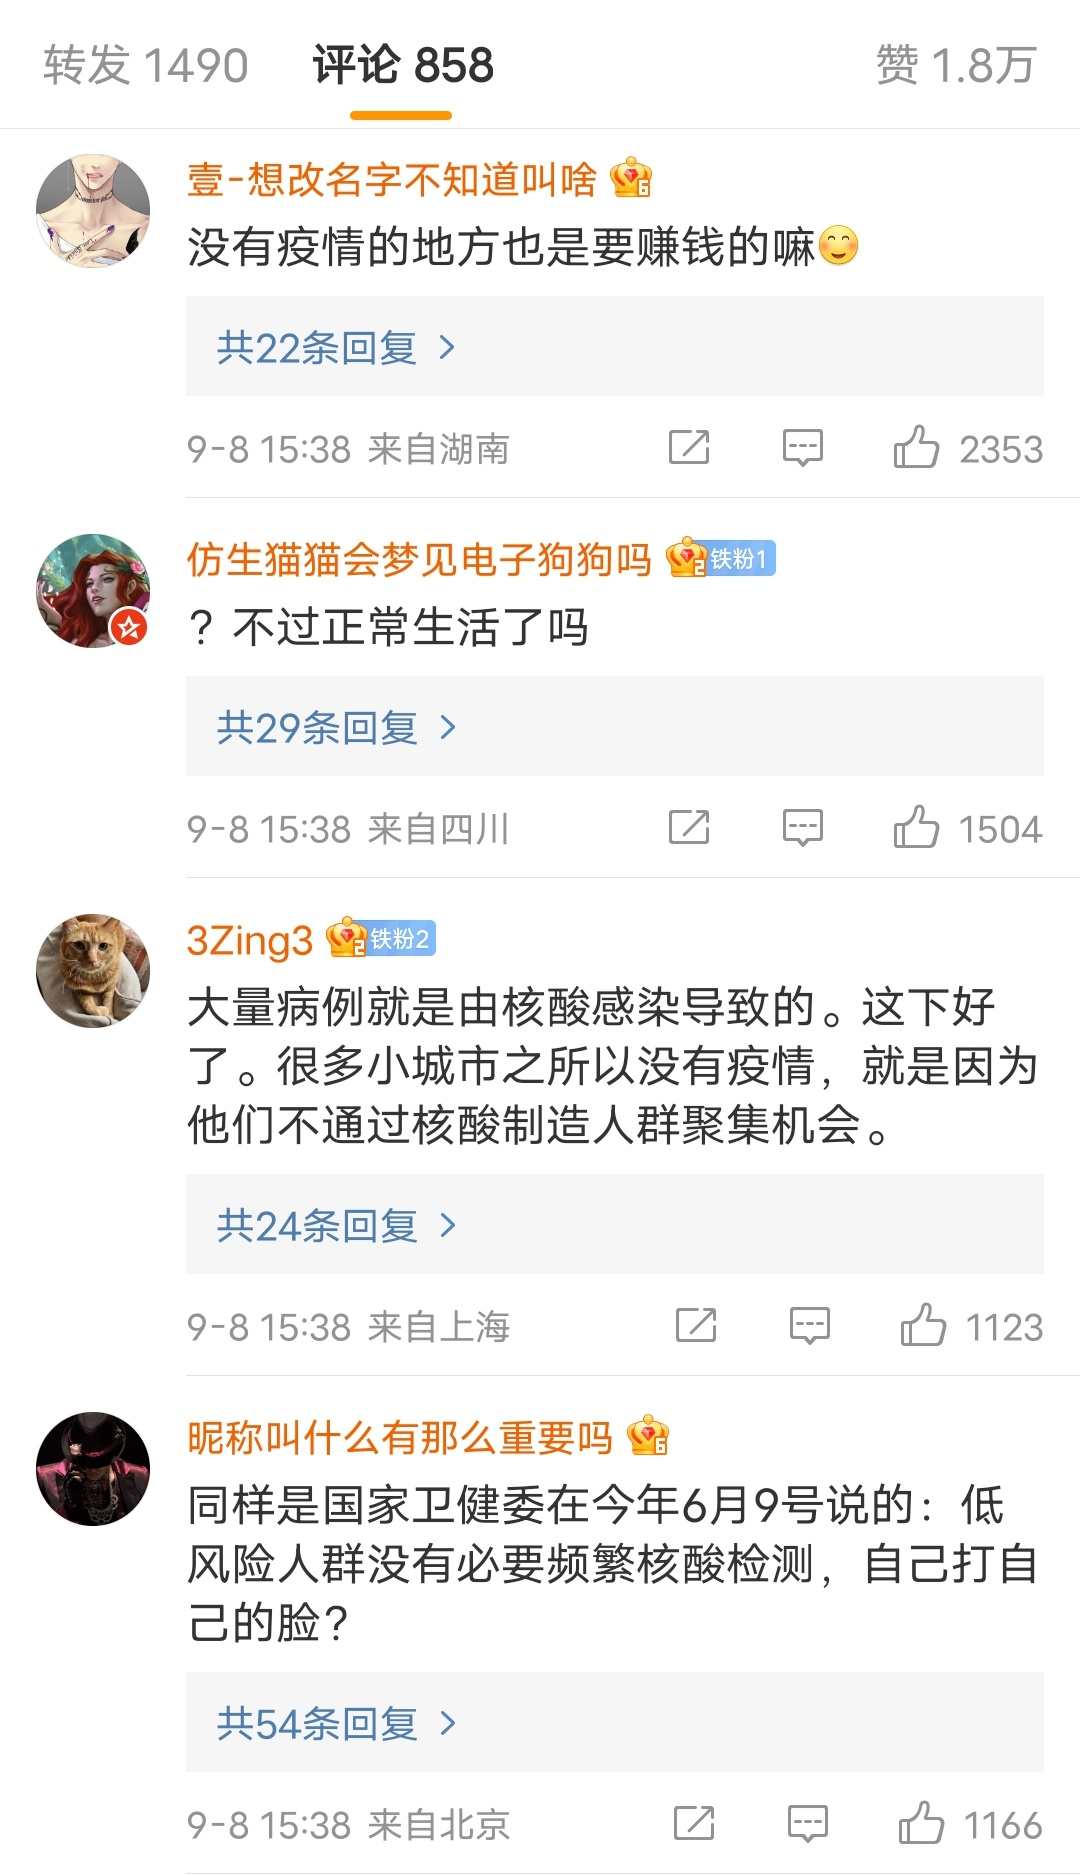 转发 1490 评论 858 赞 1.8万
壹-想改名字不知道叫啥 6
没有疫情的地方也是要赚钱的嘛😊
共22条回复 >
9-8 15:38 来自湖南 2353
仿生猫猫会梦见电子狗狗吗 2 铁粉1
？不过正常生活了吗
共29条回复 >
9-8 15:38 来自四川 1504
3Zing3 2 铁粉2
大量病例就是由核酸感染导致的。这下好
了。很多小城市之所以没有疫情，就是因为
他们不通过核酸制造人群聚集机会。
共24条回复 >
9-8 15:38 来自上海 1123
昵称叫什么有那么重要吗 6
同样是国家卫健委在今年6月9号说的：低
风险人群没有必要频繁核酸检测，自己打自
己的脸？
共54条回复 >
9-8 15:38 来自北京 1166